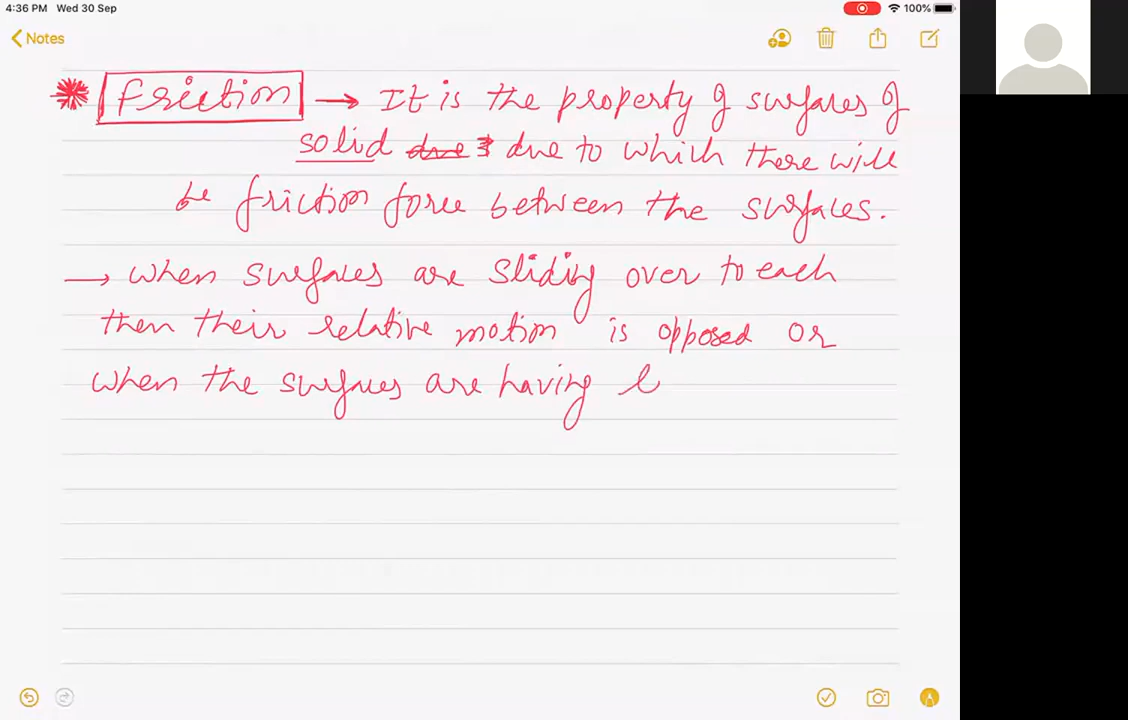 4:36 PM Wed 30 Sep
100%
Notes
Friction → It is the property of surfaces of
solid due to which there will
be friction force between the surfaces.
→ when surfaces are sliding over to each
then their relative motion is opposed or
when the surfaces are having